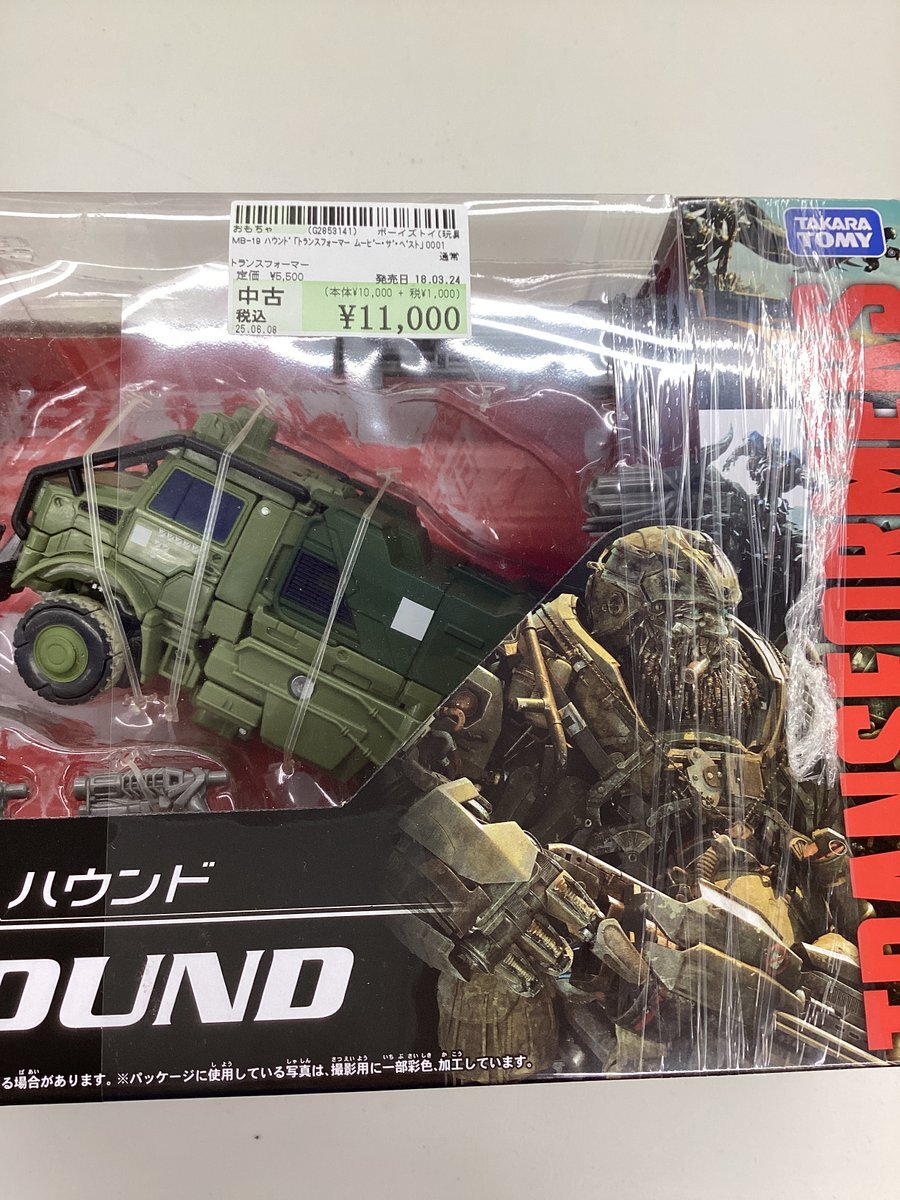 おもちゃ (G2853141) ボーイズトイ(玩具
MB-19 ハウンド「トランスフォーマー ムービー・ザ・ベスト」0001
通常
トランスフォーマー
定価 ¥5,500 発売日 18.03.24
中古 (本体¥10,000 + 税¥1,000)
税込 ¥11,000
25.06.08
TAKARA
TOMY
TRANSFORMERS
ハウンド
OUND
る場合があります。※パッケージに使用している写真は、撮影用に一部彩色、加工しています。